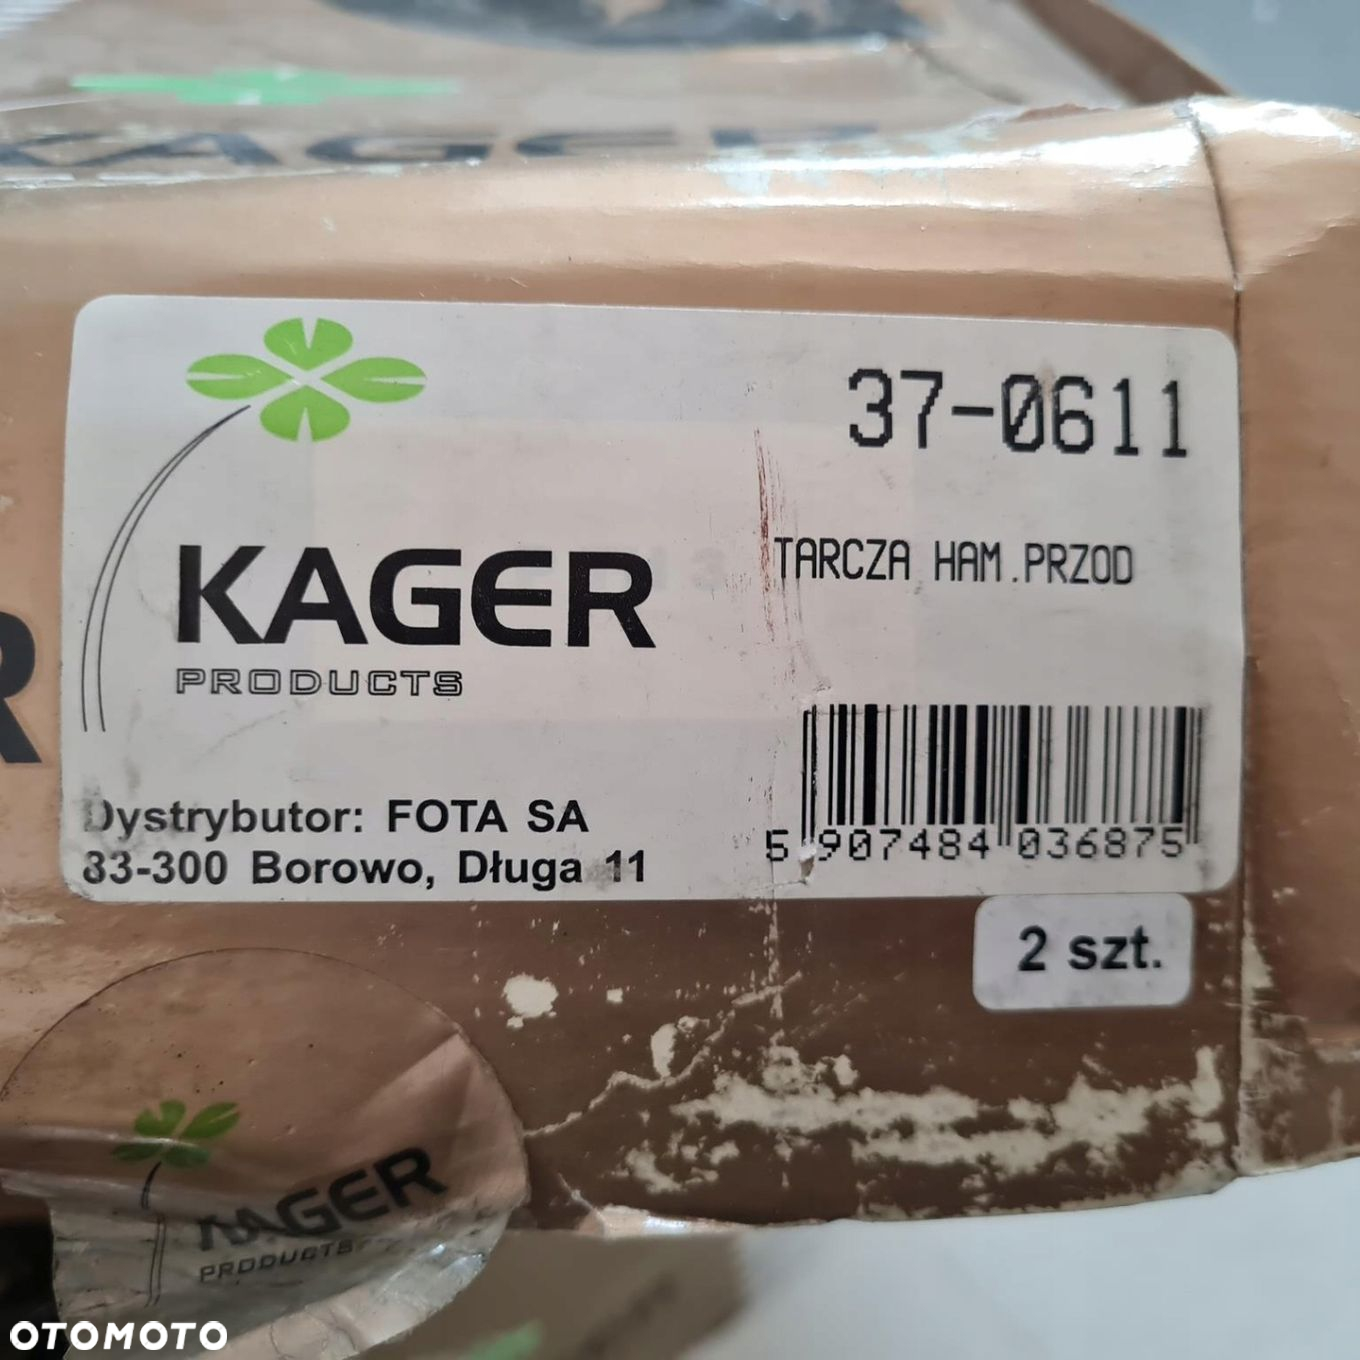 KAGER
37-0611
KAGER
PRODUCTS
TARCZA HAM.PRZOD
Dystrybutor: FOTA SA
83-300 Borowo, Długa 11
5 907484 036875
2 szt.
R
KAGER
PRODUCTS
OTOMOTO